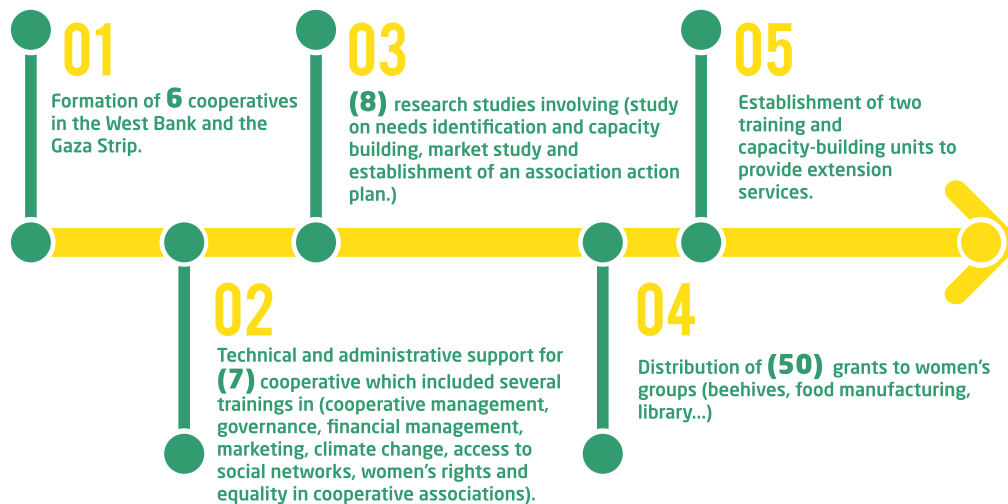 01
Formation of 6 cooperatives
in the West Bank and the
Gaza Strip.
02
Technical and administrative support for
(7) cooperative which included several
trainings in (cooperative management,
governance, financial management,
marketing, climate change, access to
social networks, women's rights and
equality in cooperative associations).
03
(8) research studies involving (study
on needs identification and capacity
building, market study and
establishment of an association action
plan.)
04
Distribution of (50) grants to women's
groups (beehives, food manufacturing,
library...)
05
Establishment of two
training and
capacity-building units to
provide extension
services.